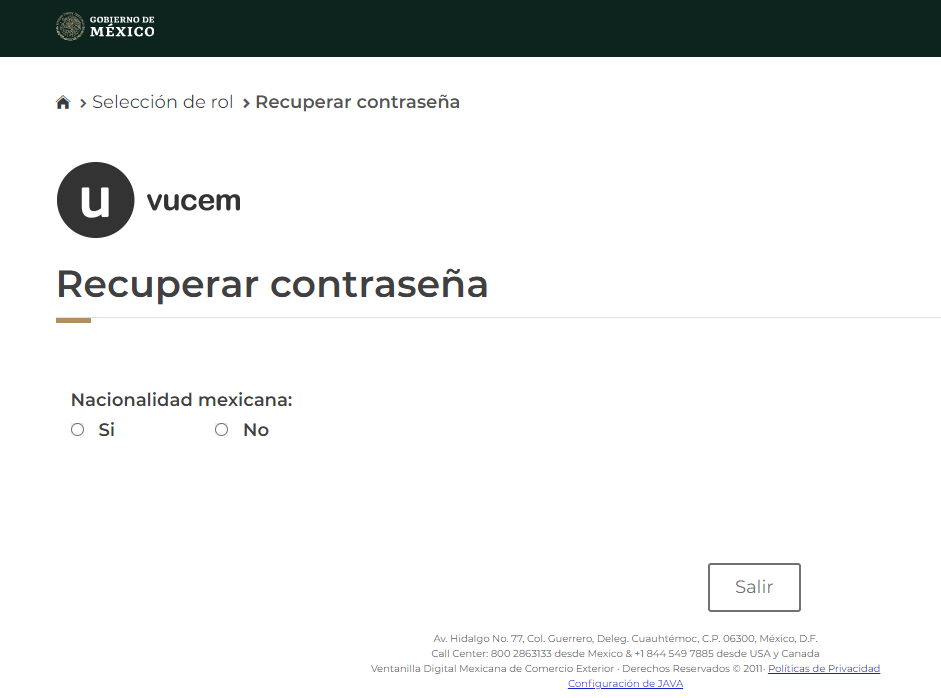 GOBIERNO DE
MÉXICO
Selección de rol
Recuperar contraseña
u vucem
Recuperar contraseña
Nacionalidad mexicana:
Si No
Salir
Av. Hidalgo No. 77, Col. Guerrero, Deleg. Cuauhtémoc, C.P. 06300, México, D.F.
Call Center: 800 2863133 desde Mexico & +1 844 549 7885 desde USA y Canada
Ventanilla Digital Mexicana de Comercio Exterior - Derechos Reservados © 2011- Políticas de Privacidad
Configuración de JAVA